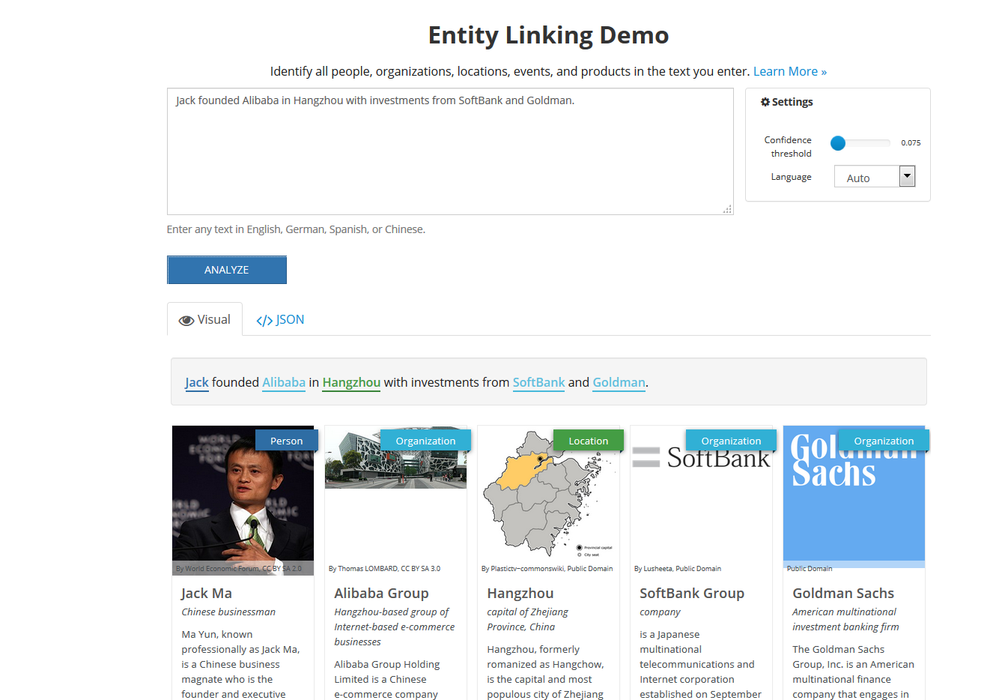 Entity Linking Demo
Identify all people, organizations, locations, events, and products in the text you enter. Learn More »
Jack founded Alibaba in Hangzhou with investments from SoftBank and Goldman.
Settings
Confidence
threshold
0.075
Language
Auto
Enter any text in English, German, Spanish, or Chinese.
ANALYZE
Visual
</> JSON
Jack founded Alibaba in Hangzhou with investments from SoftBank and Goldman.
Person
By World Economic Forum, CC BY SA 2.0
Jack Ma
Chinese businessman
Ma Yun, known
professionally as Jack Ma,
is a Chinese business
magnate who is the
founder and executive
Organization
By Thomas LOMBARD, CC BY SA 3.0
Alibaba Group
Hangzhou-based group of
Internet-based e-commerce
businesses
Alibaba Group Holding
Limited is a Chinese
e-commerce company
Location
Provincial capital
City seat
By Plastictv~commonswiki, Public Domain
Hangzhou
capital of Zhejiang
Province, China
Hangzhou, formerly
romanized as Hangchow,
is the capital and most
populous city of Zhejiang
Organization
SoftBank
By Lusheeta, Public Domain
SoftBank Group
company
is a Japanese
multinational
telecommunications and
Internet corporation
established on September
Organization
Goldman
Sachs
Public Domain
Goldman Sachs
American multinational
investment banking firm
The Goldman Sachs
Group, Inc. is an American
multinational finance
company that engages in